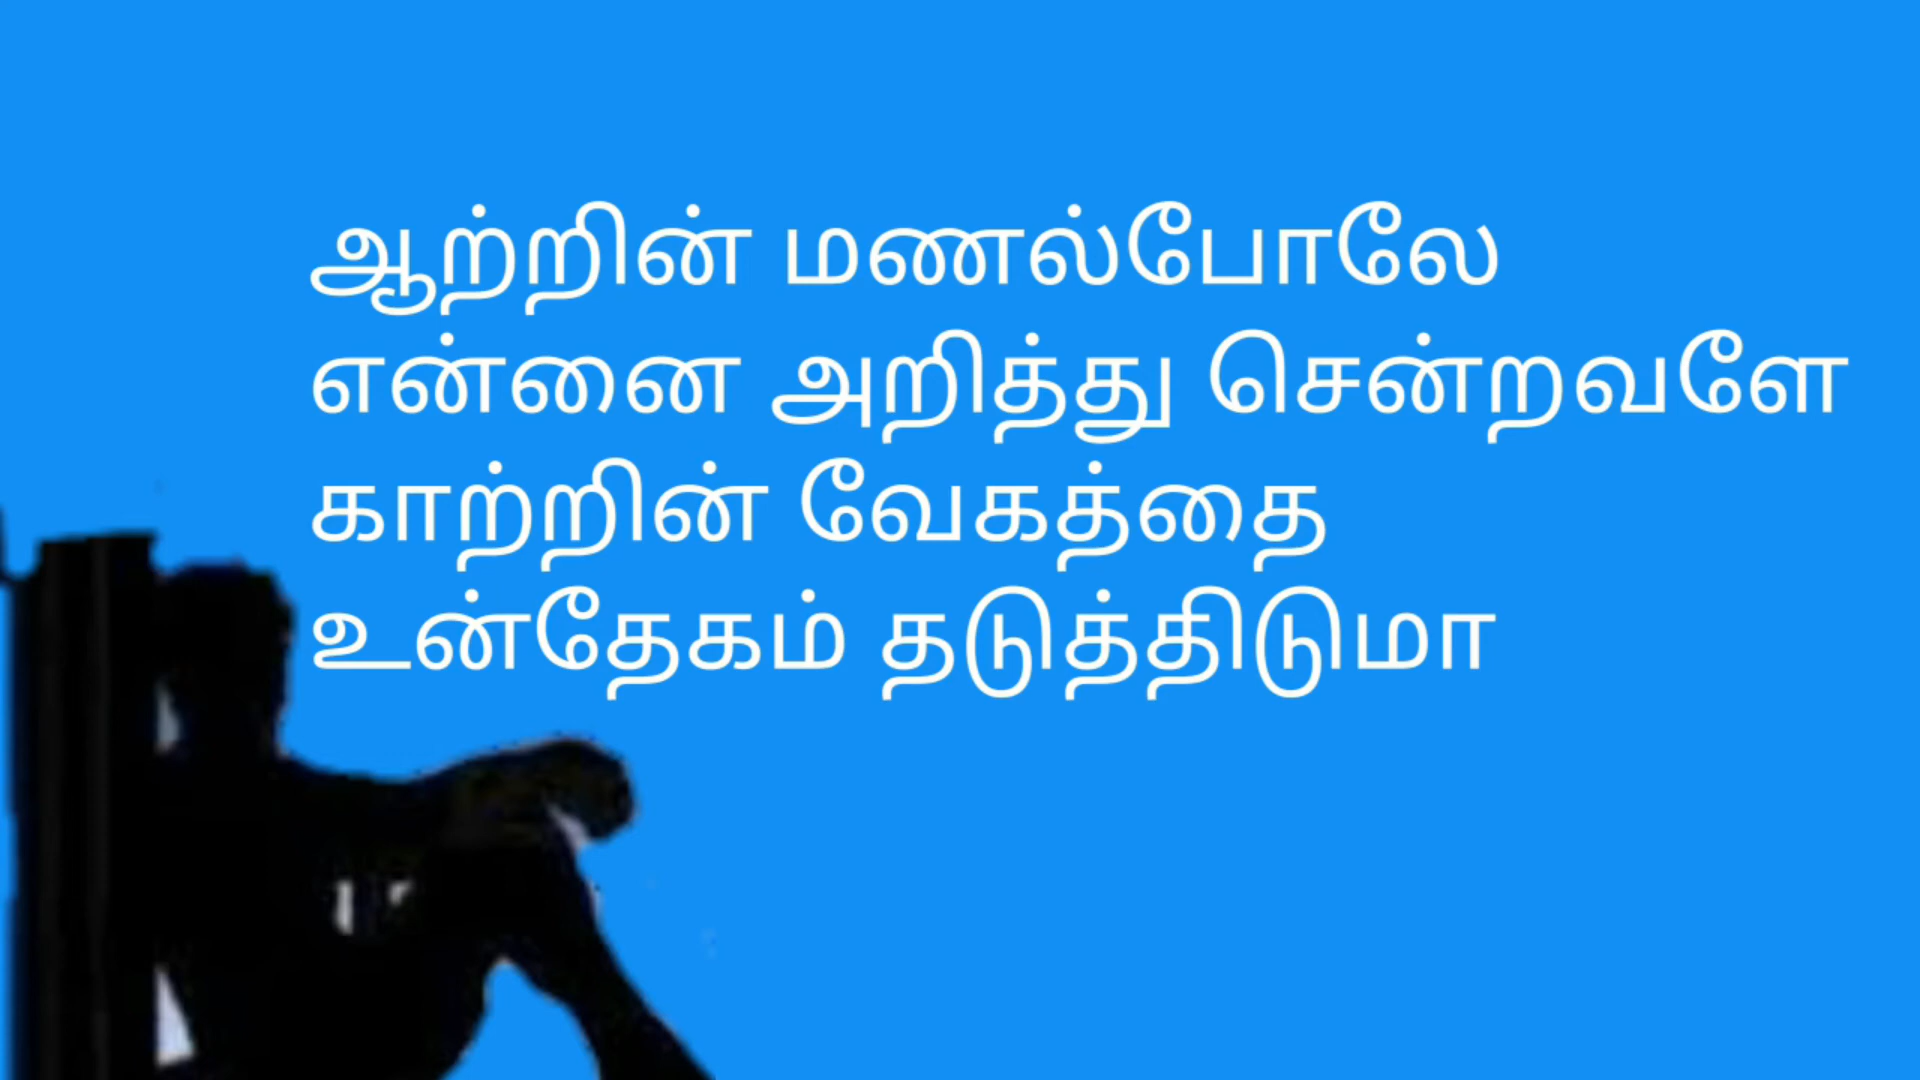 ஆற்றின் மணல்போலே
என்னை அறித்து சென்றவளே
காற்றின் வேகத்தை
உன்தேகம் தடுத்திடுமா